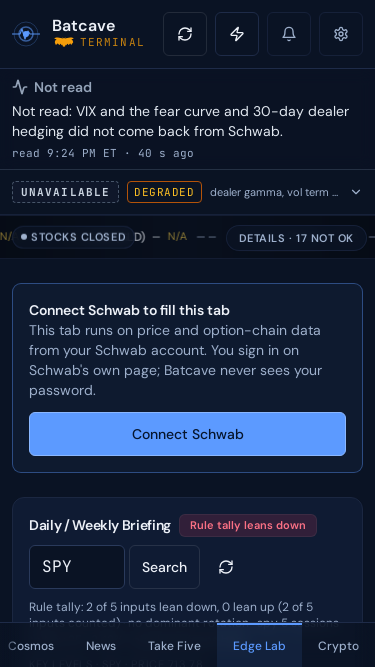 Batcave
TERMINAL
Not read
Not read: VIX and the fear curve and 30-day dealer
hedging did not come back from Schwab.
read 9:24 PM ET · 40 s ago
UNAVAILABLE DEGRADED dealer gamma, vol term ...
N/ STOCKS CLOSED D) — N/A —— DETAILS · 17 NOT OK —
Connect Schwab to fill this tab
This tab runs on price and option-chain data
from your Schwab account. You sign in on
Schwab's own page; Batcave never sees your
password.
Connect Schwab
Daily / Weekly Briefing Rule tally leans down
SPY Search
Rule tally: 2 of 5 inputs lean down, 0 lean up (2 of 5
Cosmos News Take Five Edge Lab Crypto